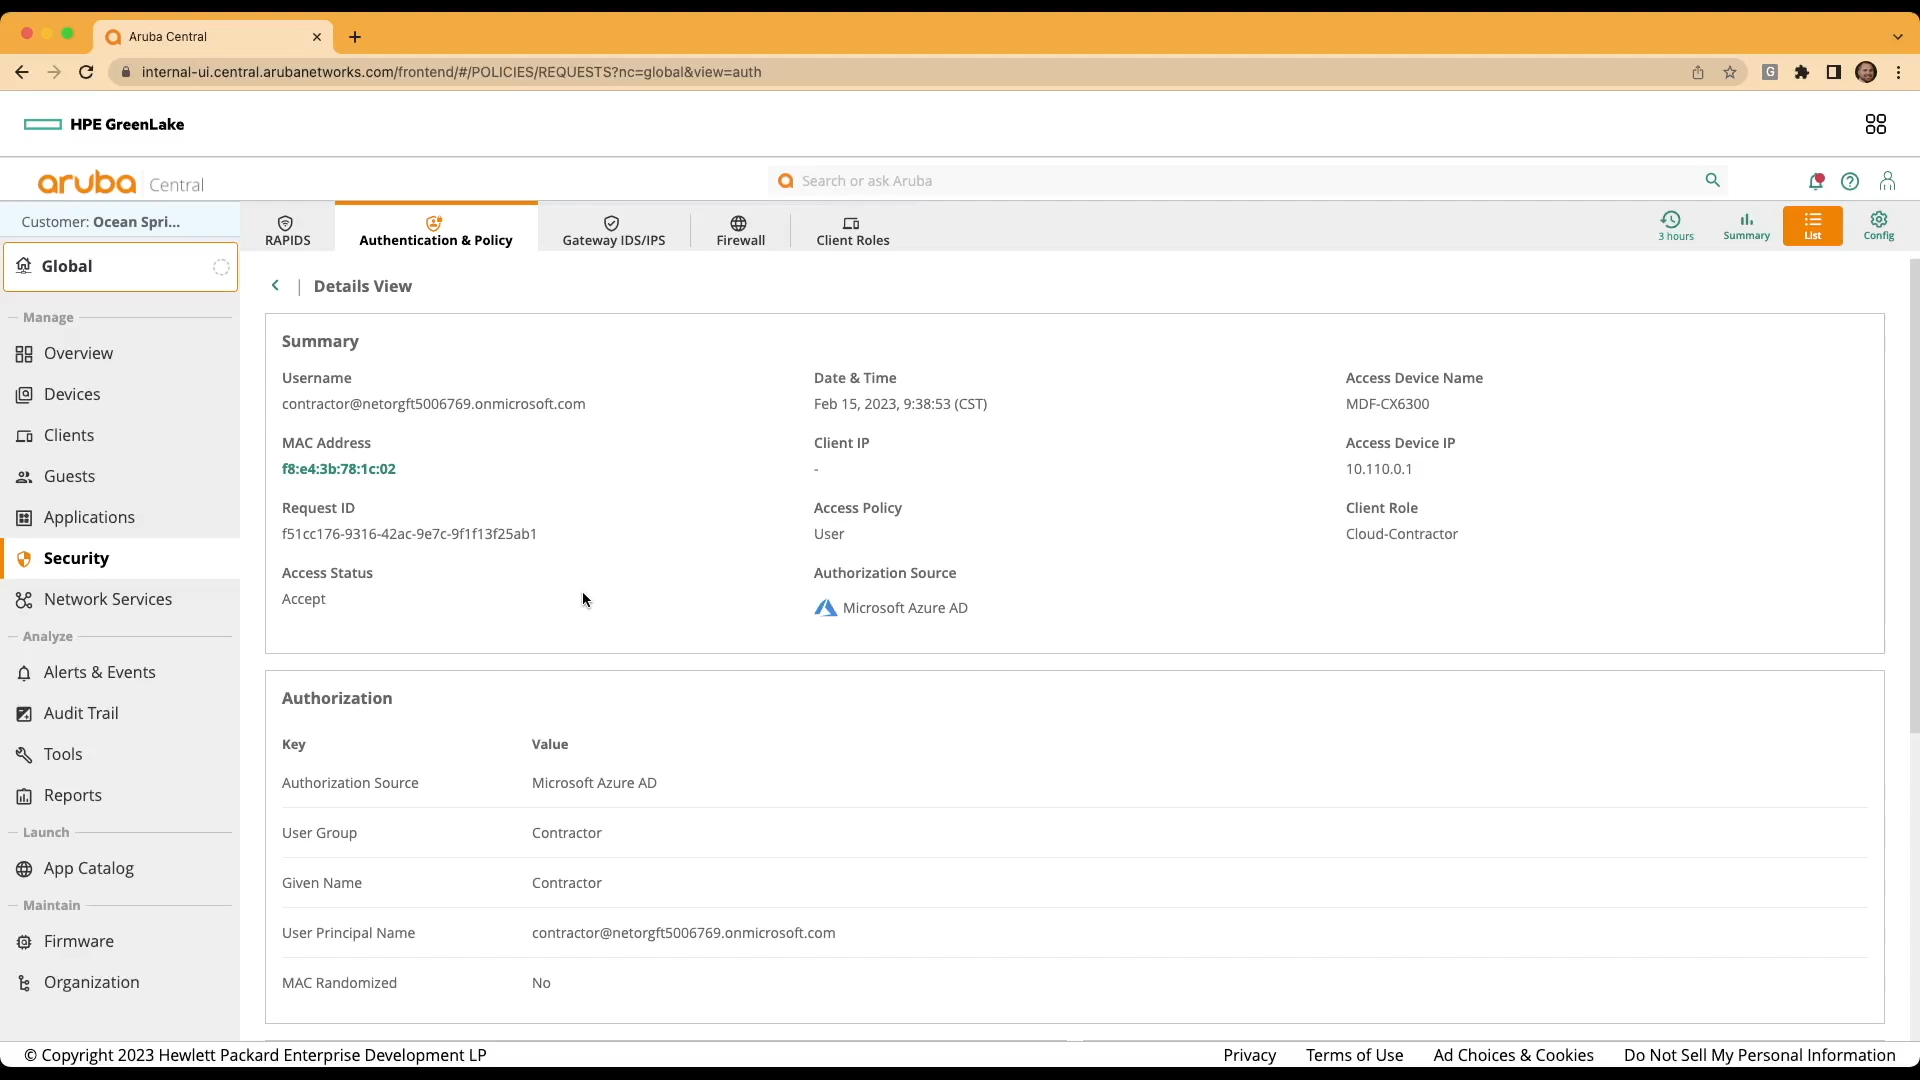 Aruba Central
internal-ui.central.arubanetworks.com/frontend/#/POLICIES/REQUESTS?nc=global&view=auth
G
HPE GreenLake
aruba Central
Search or ask Aruba
Customer: Ocean Spri...
RAPIDS
Authentication & Policy
Gateway IDS/IPS
Firewall
Client Roles
3 hours
Summary
List
Config
Global
Manage
Overview
Devices
Clients
Guests
Applications
Security
Network Services
Analyze
Alerts & Events
Audit Trail
Tools
Reports
Launch
App Catalog
Maintain
Firmware
Organization
| Details View
Summary
Username
contractor@netorgft5006769.onmicrosoft.com
Date & Time
Feb 15, 2023, 9:38:53 (CST)
Access Device Name
MDF-CX6300
MAC Address
f8:e4:3b:78:1c:02
Client IP
-
Access Device IP
10.110.0.1
Request ID
f51cc176-9316-42ac-9e7c-9f1f13f25ab1
Access Policy
User
Client Role
Cloud-Contractor
Access Status
Accept
Authorization Source
Microsoft Azure AD
Authorization
Key Value
Authorization Source Microsoft Azure AD
User Group Contractor
Given Name Contractor
User Principal Name contractor@netorgft5006769.onmicrosoft.com
MAC Randomized No
© Copyright 2023 Hewlett Packard Enterprise Development LP
Privacy
Terms of Use
Ad Choices & Cookies
Do Not Sell My Personal Information